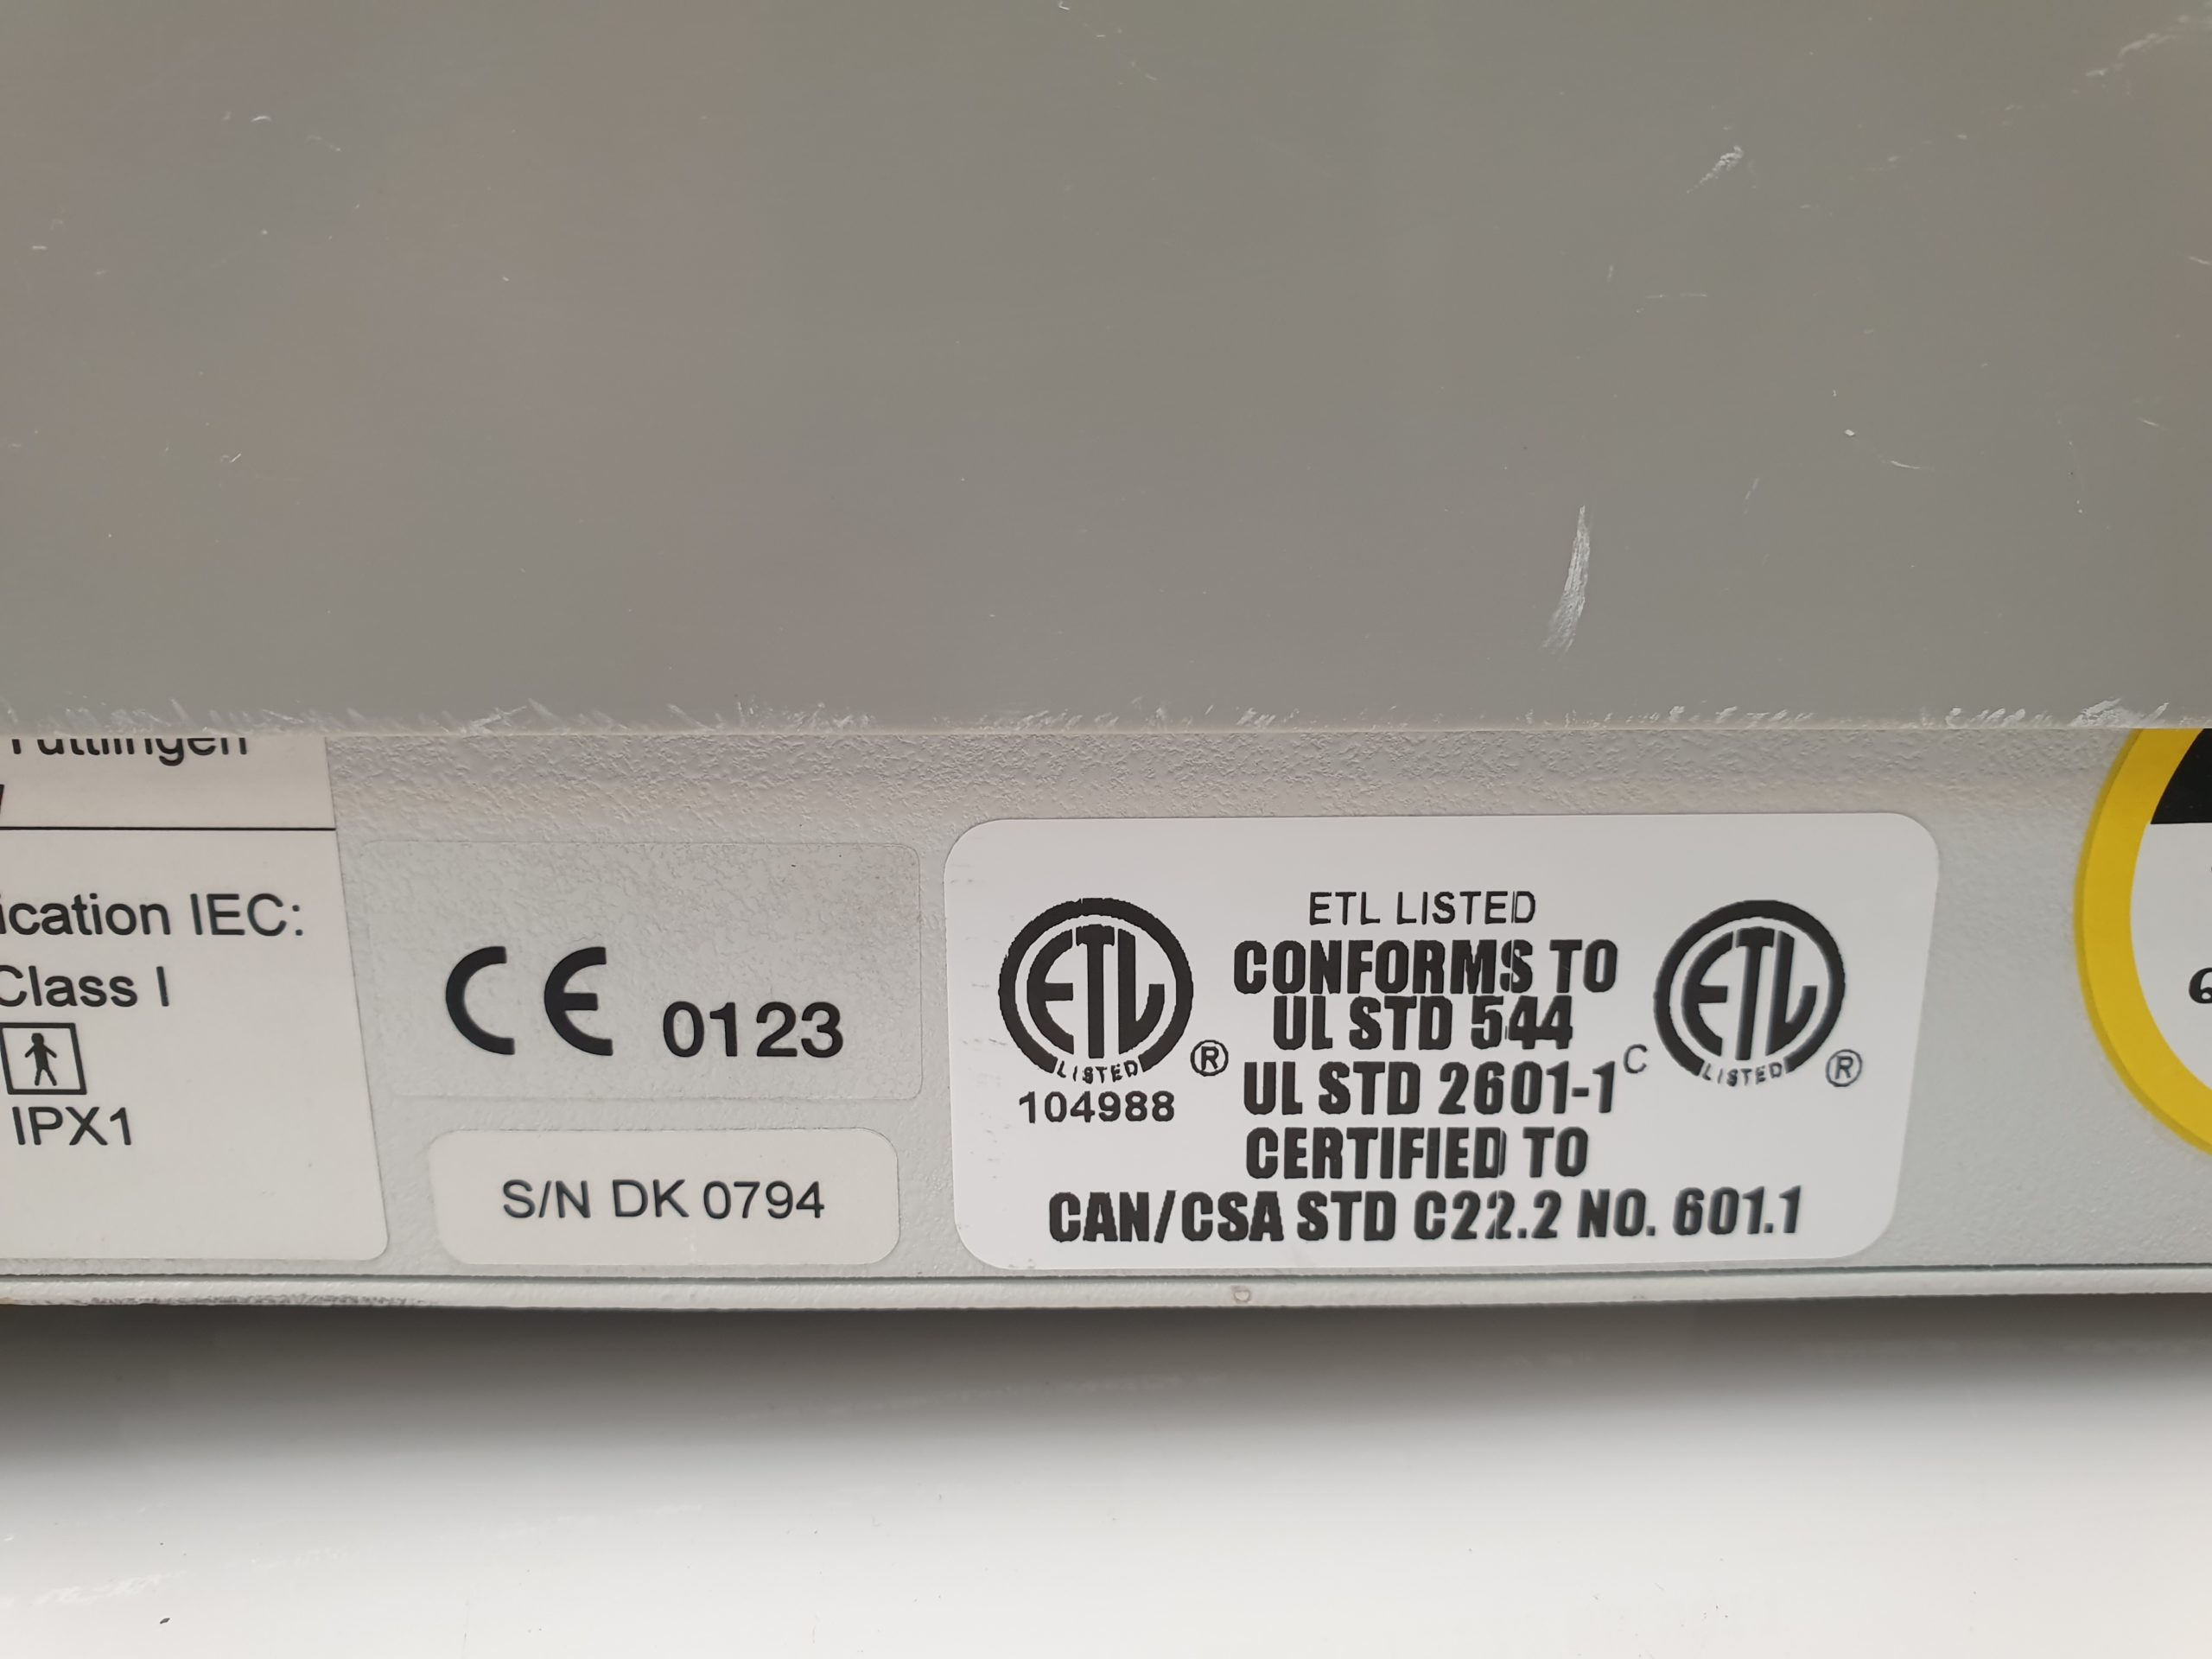 Tuttlingen
ication IEC:
Class I
IPX1
CE 0123
S/N DK 0794
ETL LISTED
CONFORMS TO
UL STD 544
UL STD 2601-1
CERTIFIED TO
CAN/CSA STD C22.2 NO. 601.1
ETL
LISTED
®
104988
C
ETL
LISTED
®